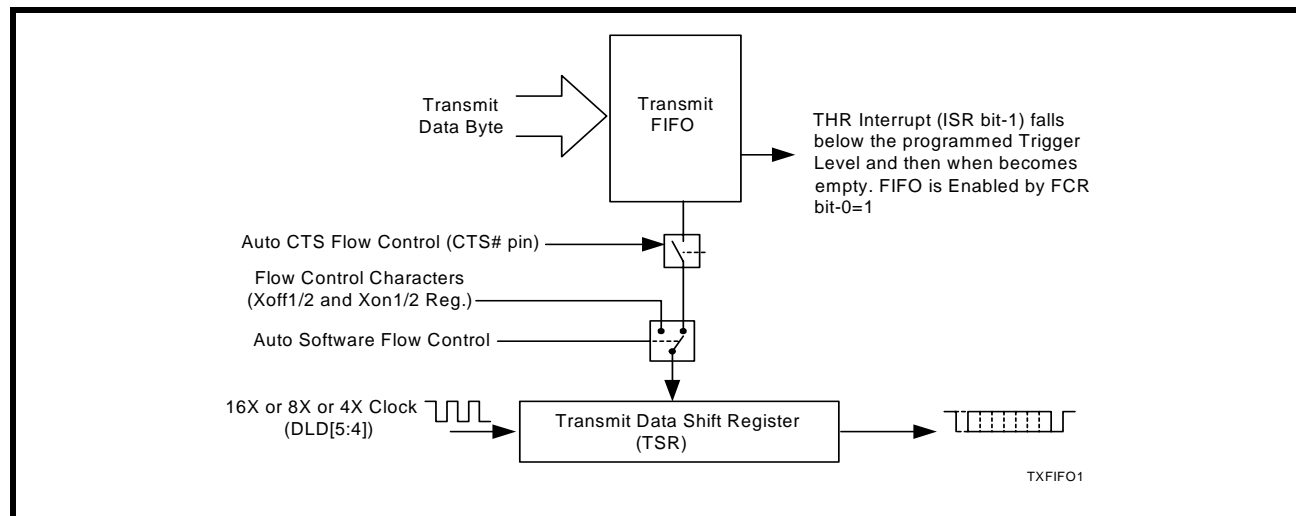 Transmit
Data Byte
Transmit
FIFO
THR Interrupt (ISR bit-1) falls
below the programmed Trigger
Level and then when becomes
empty. FIFO is Enabled by FCR
bit-0=1
Auto CTS Flow Control (CTS# pin)
Flow Control Characters
(Xoff1/2 and Xon1/2 Reg.)
Auto Software Flow Control
16X or 8X or 4X Clock
(DLD[5:4])
Transmit Data Shift Register
(TSR)
TXFIFO1